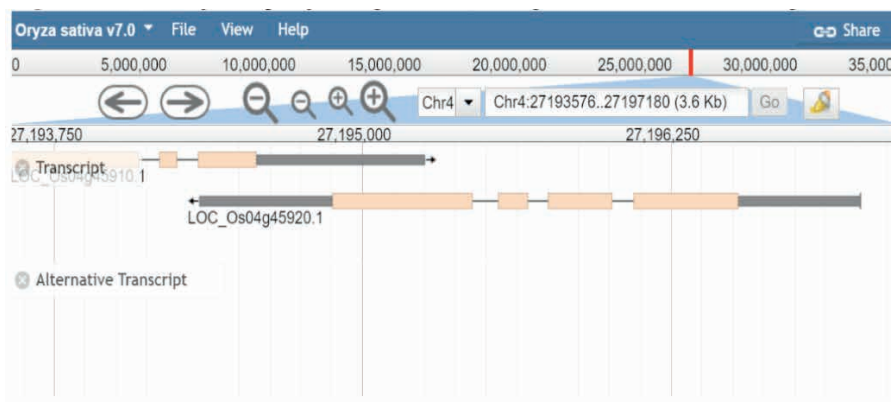 Oryza sativa v7.0 File View Help Share
0 5,000,000 10,000,000 15,000,000 20,000,000 25,000,000 30,000,000 35,000
Chr4 Chr4:27193576..27197180 (3.6 Kb) Go
27,193,750 27,195,000 27,196,250
Transcript
LOC_Os04g45910.1
LOC_Os04g45920.1
Alternative Transcript